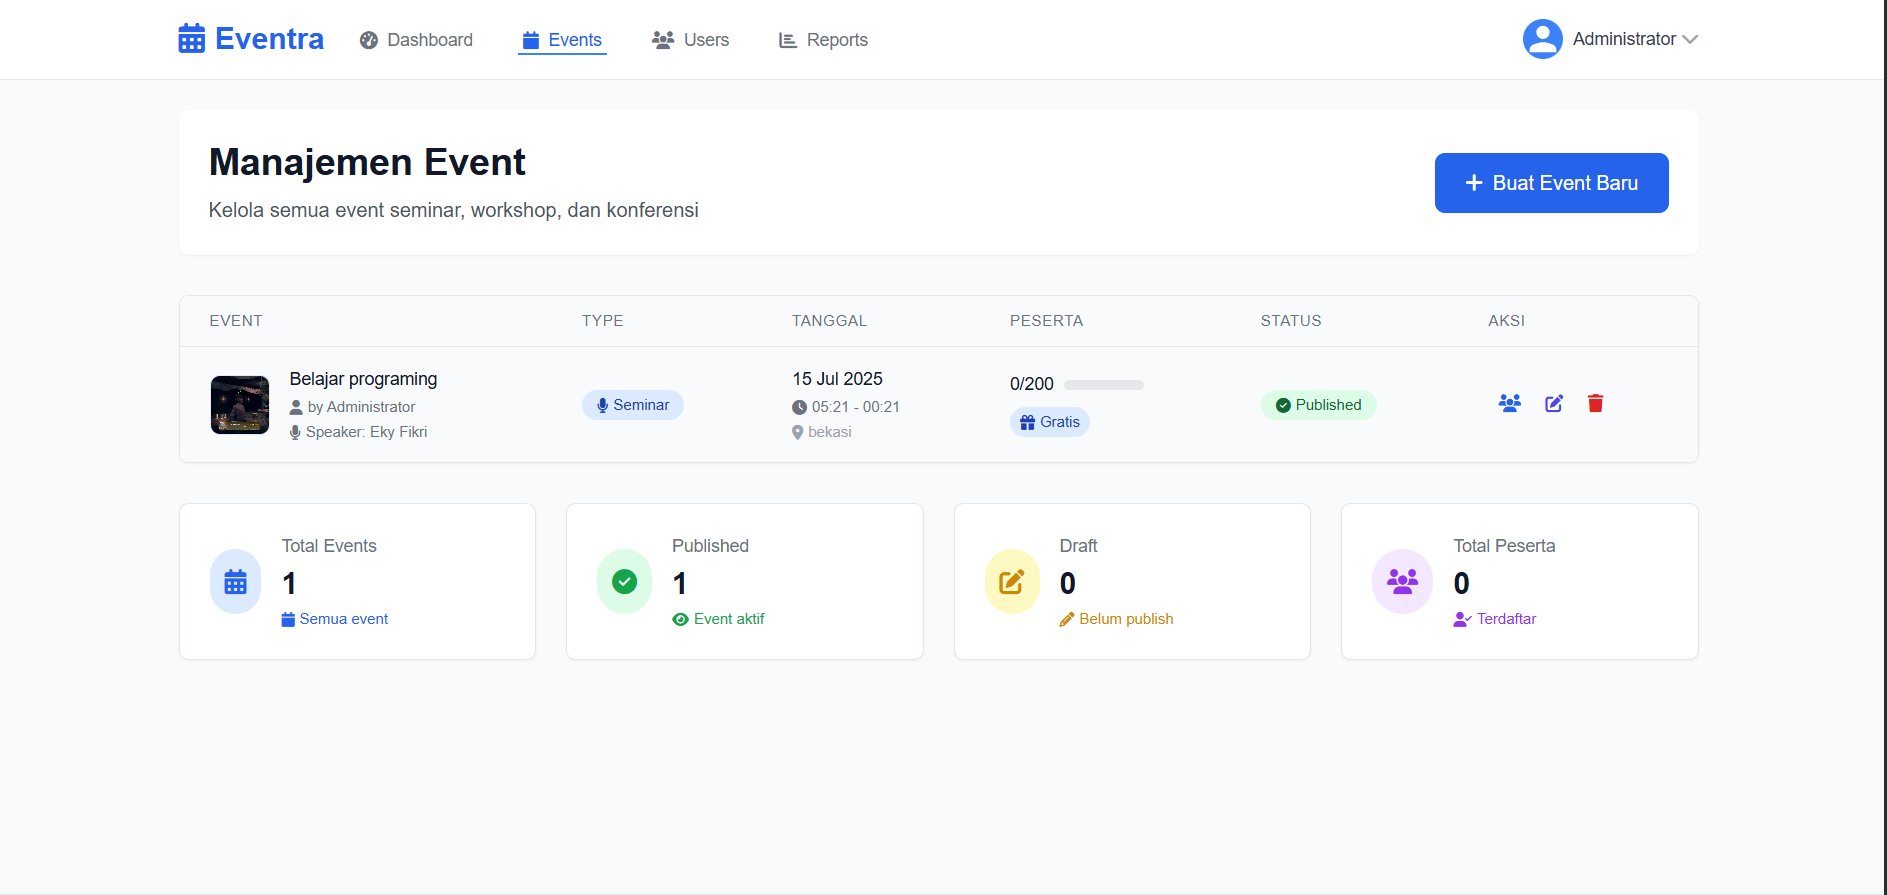 Eventra
Dashboard
Events
Users
Reports
Administrator
Manajemen Event
Kelola semua event seminar, workshop, dan konferensi
Buat Event Baru
EVENT
TYPE
TANGGAL
PESERTA
STATUS
AKSI
Belajar programing
by Administrator
Speaker: Eky Fikri
Seminar
15 Jul 2025
05:21 - 00:21
bekasi
0/200
Gratis
Published
Total Events
1
Semua event
Published
1
Event aktif
Draft
0
Belum publish
Total Peserta
0
Terdaftar